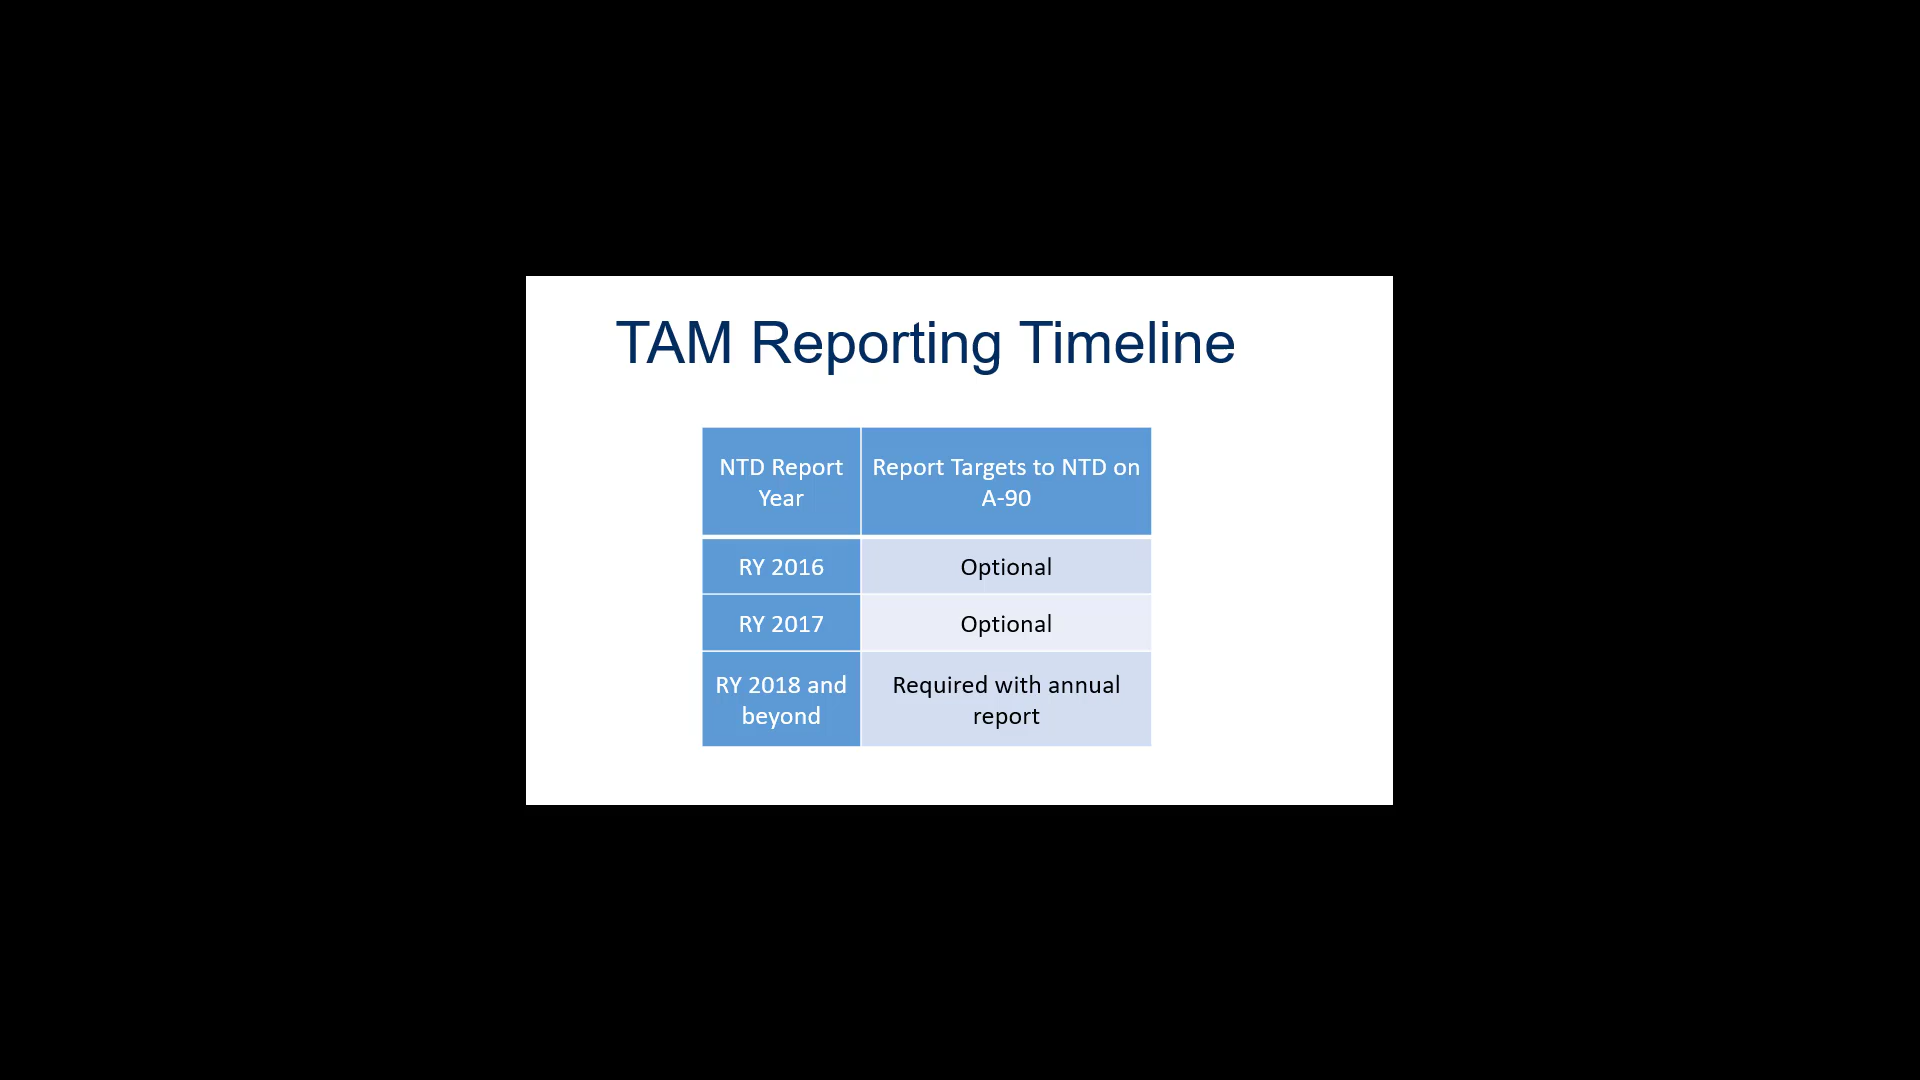 TAM Reporting Timeline
NTD Report
Year
Report Targets to NTD on
A-90
RY 2016
Optional
RY 2017
Optional
RY 2018 and
beyond
Required with annual
report